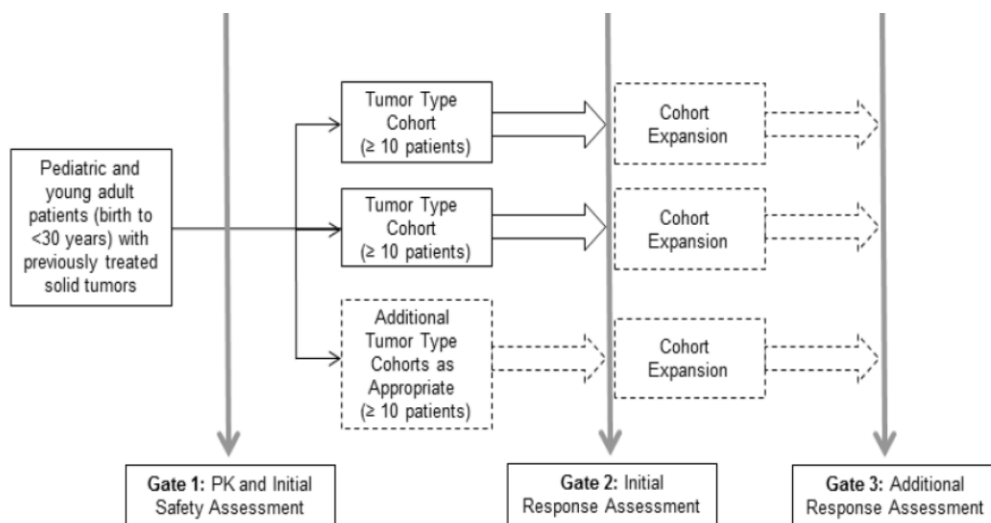 Pediatric and
young adult
patients (birth to
<30 years) with
previously treated
solid tumors
Tumor Type
Cohort
(≥ 10 patients)
Cohort
Expansion
Tumor Type
Cohort
(≥ 10 patients)
Cohort
Expansion
Additional
Tumor Type
Cohorts as
Appropriate
(≥ 10 patients)
Cohort
Expansion
Gate 1: PK and Initial
Safety Assessment
Gate 2: Initial
Response Assessment
Gate 3: Additional
Response Assessment